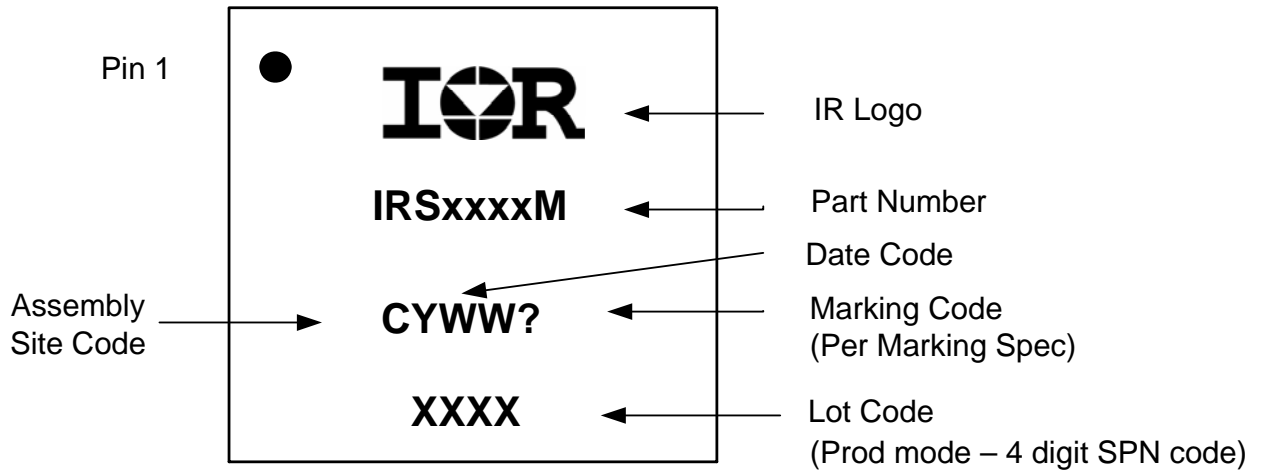 Pin 1
IOR
IR Logo
IRSxxxxM
Part Number
Date Code
Assembly
Site Code
CYWW?
Marking Code
(Per Marking Spec)
XXXX
Lot Code
(Prod mode – 4 digit SPN code)